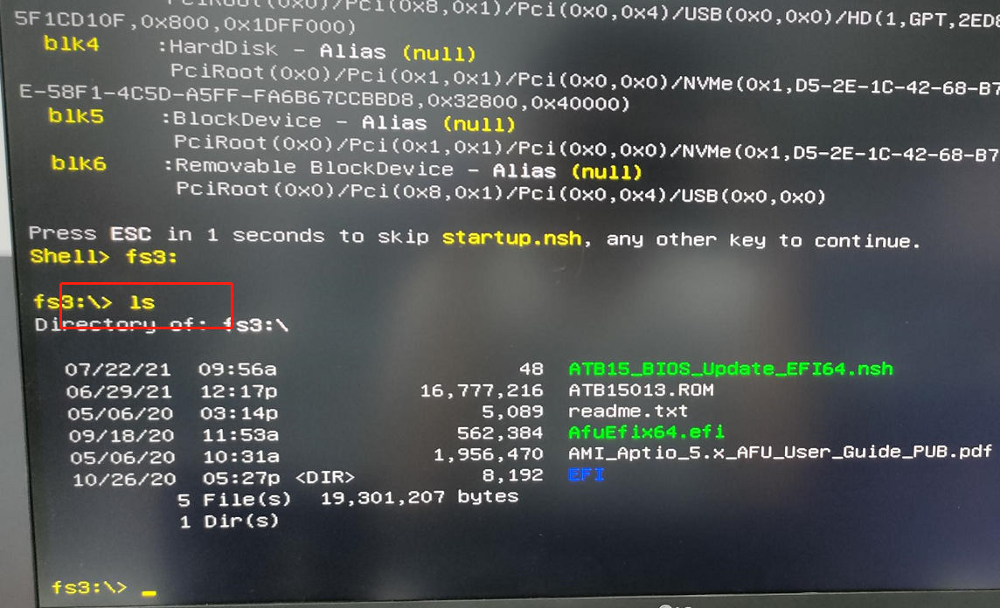 PciRoot(0x0)/Pci(0x8,0x1)/Pci(0x0,0x4)/USB(0x0,0x0)/HD(1,GPT,2ED8
5F1CD10F,0x800,0x1DFF000)
blk4 :HardDisk - Alias (null)
PciRoot(0x0)/Pci(0x1,0x1)/Pci(0x0,0x0)/NVMe(0x1,D5-2E-1C-42-68-B7
E-58F1-4C5D-A5FF-FA6B67CCBBD8,0x32800,0x40000)
blk5 :BlockDevice - Alias (null)
PciRoot(0x0)/Pci(0x1,0x1)/Pci(0x0,0x0)/NVMe(0x1,D5-2E-1C-42-68-B7
blk6 :Removable BlockDevice - Alias (null)
PciRoot(0x0)/Pci(0x8,0x1)/Pci(0x0,0x4)/USB(0x0,0x0)
Press ESC in 1 seconds to skip startup.nsh, any other key to continue.
Shell> fs3:
fs3:\> ls
Directory of: fs3:\
07/22/21 09:56a 48 ATB15_BIOS_Update_EFI64.nsh
06/29/21 12:17p 16,777,216 ATB15013.ROM
05/06/20 03:14p 5,089 readme.txt
09/18/20 11:53a 562,384 AfuEfix64.efi
05/06/20 10:31a 1,956,470 AMI_Aptio_5.x_AFU_User_Guide_PUB.pdf
10/26/20 05:27p <DIR> 8,192 EFI
5 File(s) 19,301,207 bytes
1 Dir(s)
fs3:\> _